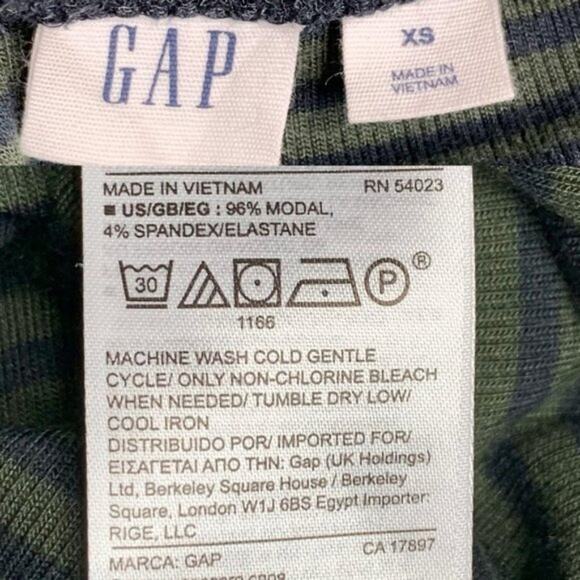 GAP
XS
MADE IN
VIETNAM
MADE IN VIETNAM RN 54023
■ US/GB/EG : 96% MODAL,
4% SPANDEX/ELASTANE
30 P ®
1166
MACHINE WASH COLD GENTLE
CYCLE/ ONLY NON-CHLORINE BLEACH
WHEN NEEDED/ TUMBLE DRY LOW/
COOL IRON
DISTRIBUIDO POR/ IMPORTED FOR/
ΕΙΣΑΓΕΤΑΙ ΑΠΟ ΤΗΝ: Gap (UK Holdings)
Ltd, Berkeley Square House / Berkeley
Square, London W1J 6BS Egypt Importer:
RIGE, LLC
MARCA: GAP CA 17897